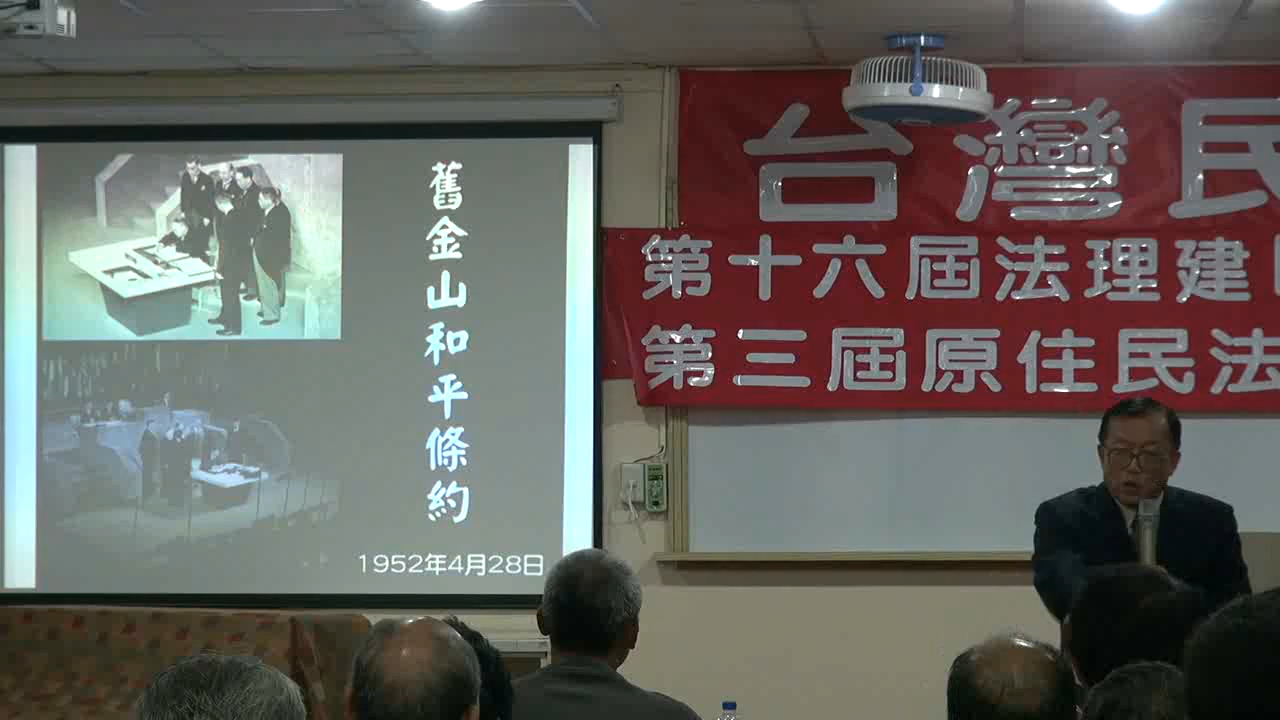 舊金山和平條約
1952年4月28日
台灣民
第十六屆法理建
第三屆原住民法